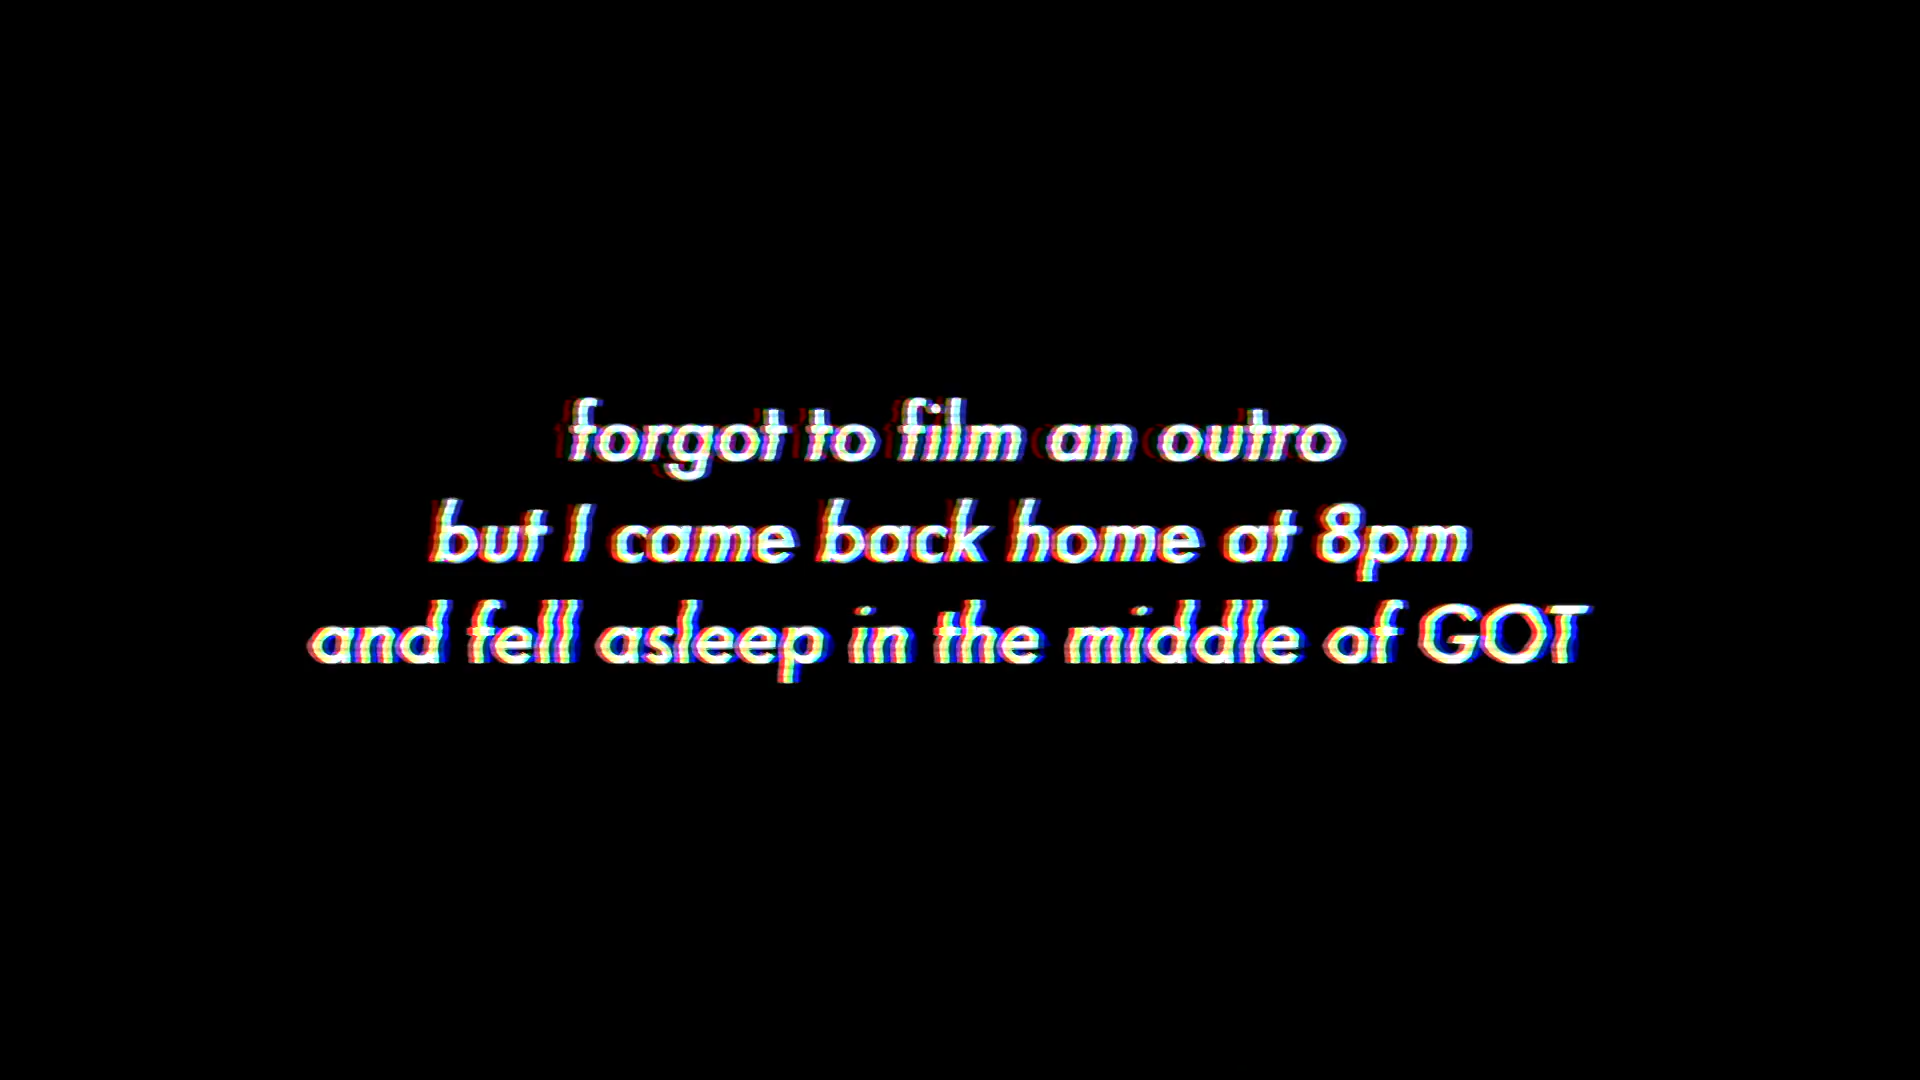 forgot to film an outro
but I came back home at 8pm
and fell asleep in the middle of GOT